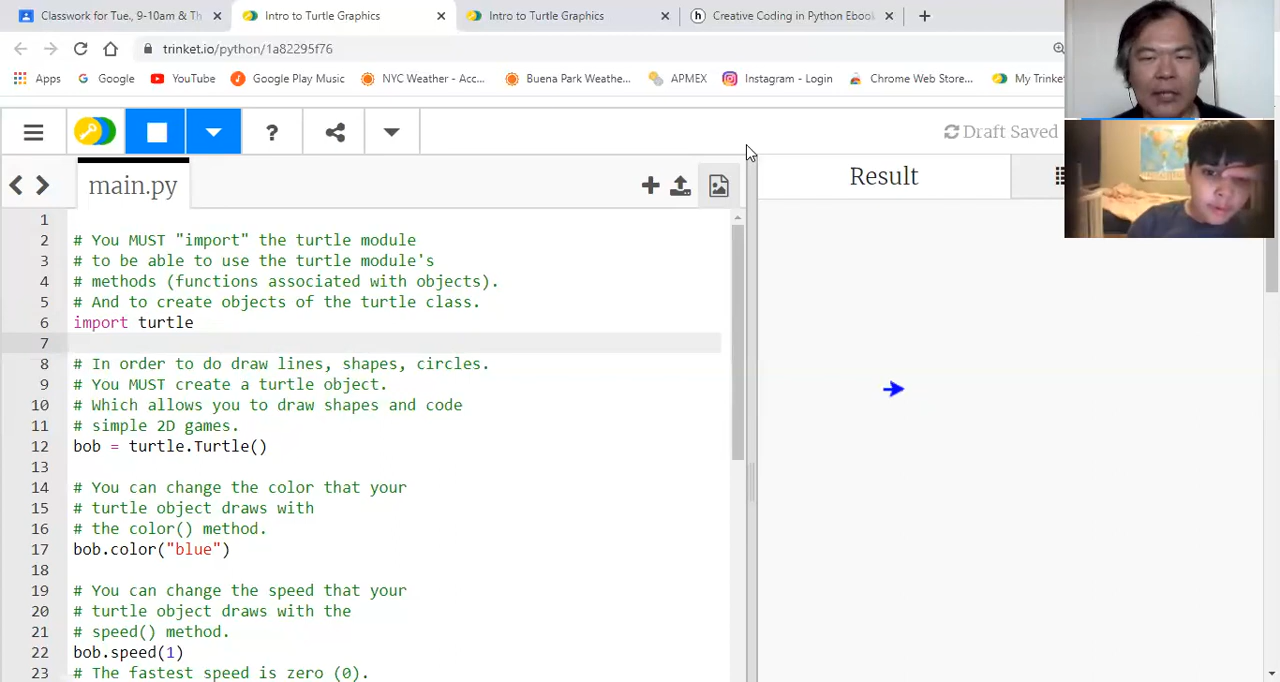 Classwork for Tue., 9-10am & Th
Intro to Turtle Graphics
Intro to Turtle Graphics
Creative Coding in Python Ebook
trinket.io/python/1a82295f76
Apps
Google
YouTube
Google Play Music
NYC Weather - Acc...
Buena Park Weathe...
APMEX
Instagram - Login
Chrome Web Store...
My Trinket
Draft Saved
main.py
Result
1
2 # You MUST "import" the turtle module
3 # to be able to use the turtle module's
4 # methods (functions associated with objects).
5 # And to create objects of the turtle class.
6 import turtle
7
8 # In order to do draw lines, shapes, circles.
9 # You MUST create a turtle object.
10 # Which allows you to draw shapes and code
11 # simple 2D games.
12 bob = turtle.Turtle()
13
14 # You can change the color that your
15 # turtle object draws with
16 # the color() method.
17 bob.color("blue")
18
19 # You can change the speed that your
20 # turtle object draws with the
21 # speed() method.
22 bob.speed(1)
23 # The fastest speed is zero (0).